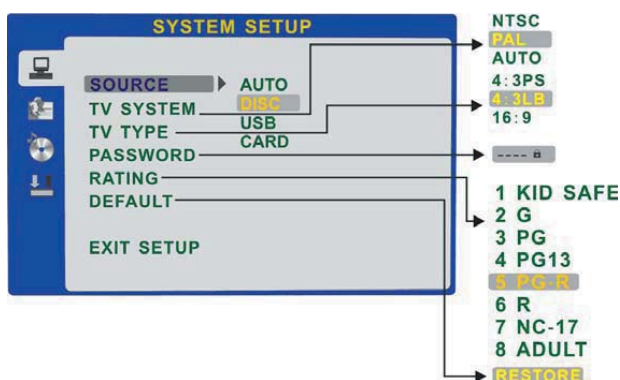 SYSTEM SETUP
SOURCE
TV SYSTEM
TV TYPE
PASSWORD
RATING
DEFAULT
EXIT SETUP
AUTO
DISC
USB
CARD
NTSC
PAL
AUTO
4:3PS
4:3LB
16:9
----
1 KID SAFE
2 G
3 PG
4 PG13
5 PG-R
6 R
7 NC-17
8 ADULT
RESTORE